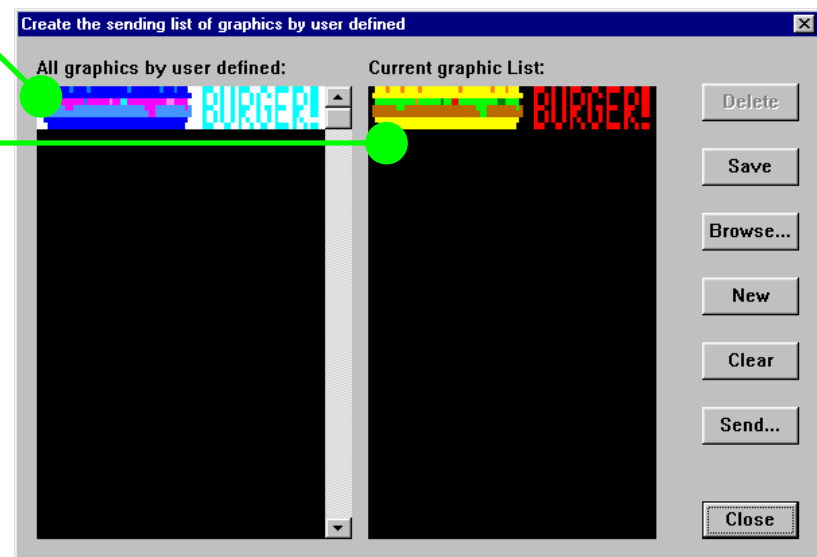 Create the sending list of graphics by user defined
All graphics by user defined:
Current graphic List:
BURGER!
BURGER!
Delete
Save
Browse...
New
Clear
Send...
Close